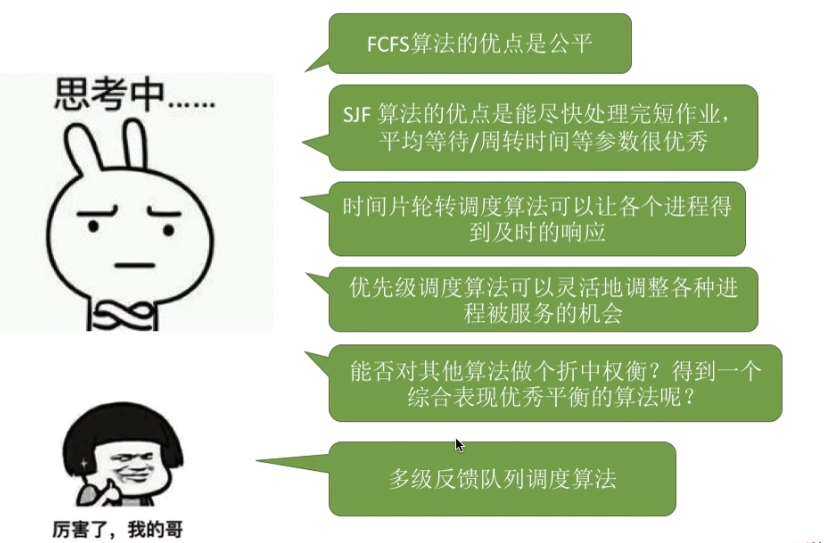 FCFS算法的优点是公平
思考中……
SJF 算法的优点是能尽快处理完短作业，
平均等待/周转时间等参数很优秀
时间片轮转调度算法可以让各个进程得
到及时的响应
优先级调度算法可以灵活地调整各种进
程被服务的机会
能否对其他算法做个折中权衡？得到一个
综合表现优秀平衡的算法呢？
多级反馈队列调度算法
厉害了，我的哥